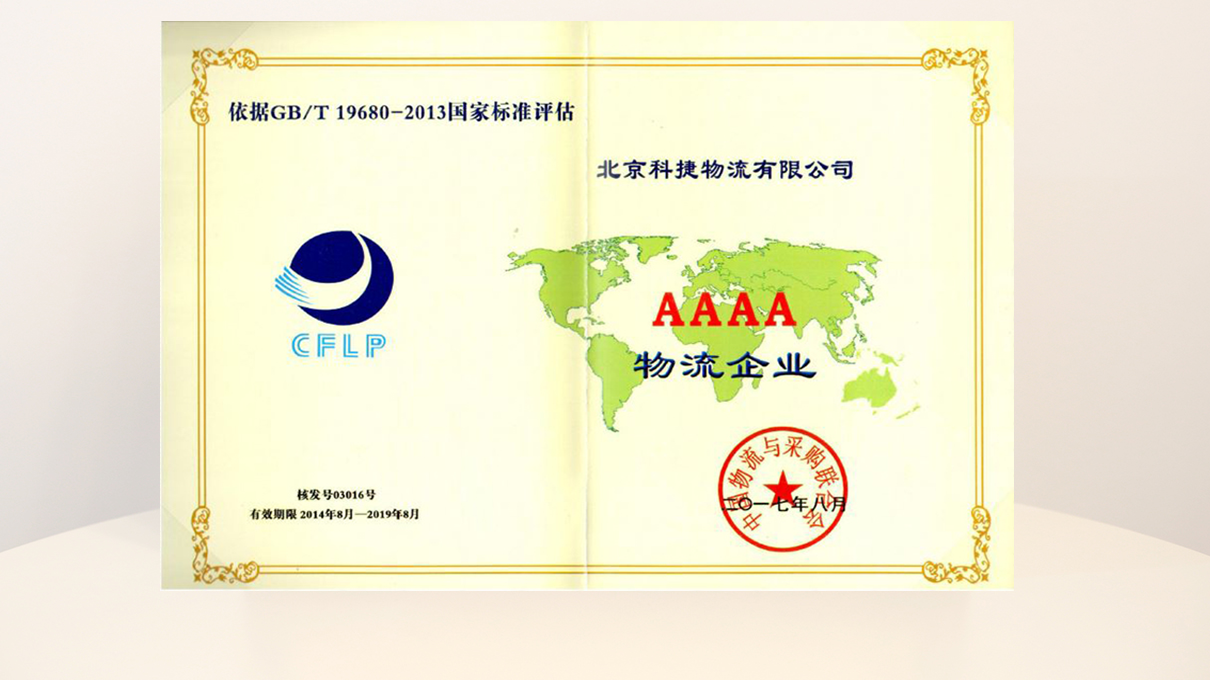 依据GB/T 19680-2013国家标准评估
CFLP
核发号03016号
有效期限 2014年8月—2019年8月
北京科捷物流有限公司
AAAA
物流企业
中国物流与采购联合会
二〇一七年八月